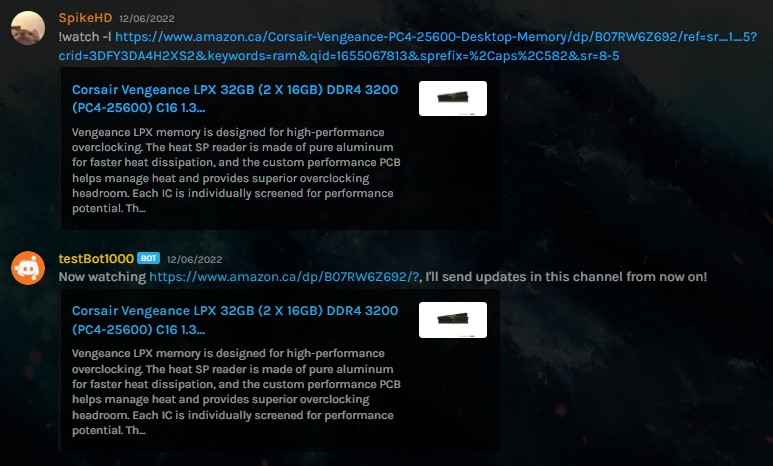 SpikeHD 12/06/2022
!watch -l https://www.amazon.ca/Corsair-Vengeance-PC4-25600-Desktop-Memory/dp/B07RW6Z692/ref=sr_1_5?
crid=3DFY3DA4H2XS2&keywords=ram&qid=1655067813&sprefix=%2Caps%2C582&sr=8-5
Corsair Vengeance LPX 32GB (2 X 16GB) DDR4 3200
(PC4-25600) C16 1.3...
Vengeance LPX memory is designed for high-performance
overclocking. The heat SP reader is made of pure aluminum
for faster heat dissipation, and the custom performance PCB
helps manage heat and provides superior overclocking
headroom. Each IC is individually screened for performance
potential. Th...
testBot1000 BOT 12/06/2022
Now watching https://www.amazon.ca/dp/B07RW6Z692/?, I'll send updates in this channel from now on!
Corsair Vengeance LPX 32GB (2 X 16GB) DDR4 3200
(PC4-25600) C16 1.3...
Vengeance LPX memory is designed for high-performance
overclocking. The heat SP reader is made of pure aluminum
for faster heat dissipation, and the custom performance PCB
helps manage heat and provides superior overclocking
headroom. Each IC is individually screened for performance
potential. Th...